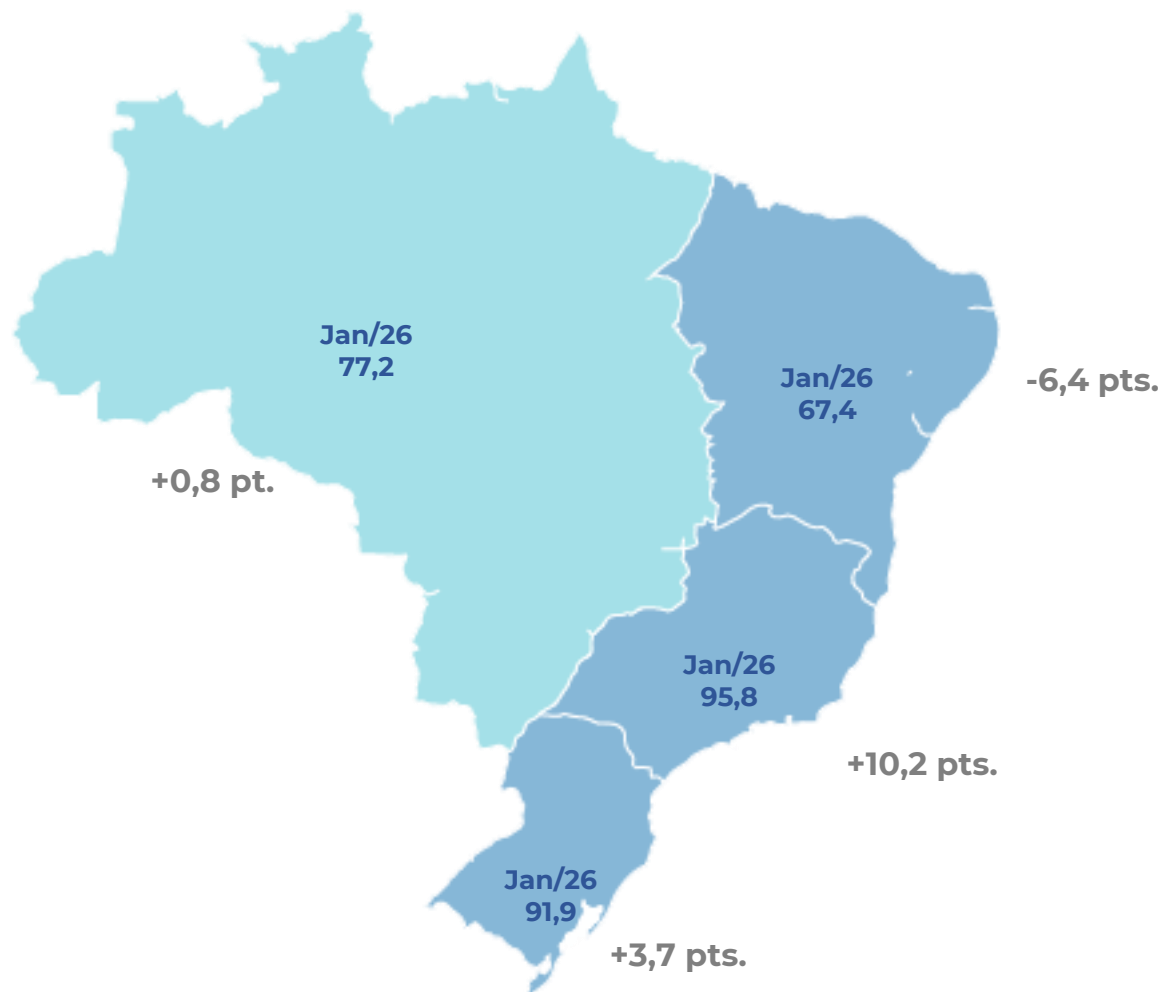 Jan/26
77,2
+0,8 pt.
Jan/26
67,4
-6,4 pts.
Jan/26
95,8
+10,2 pts.
Jan/26
91,9
+3,7 pts.